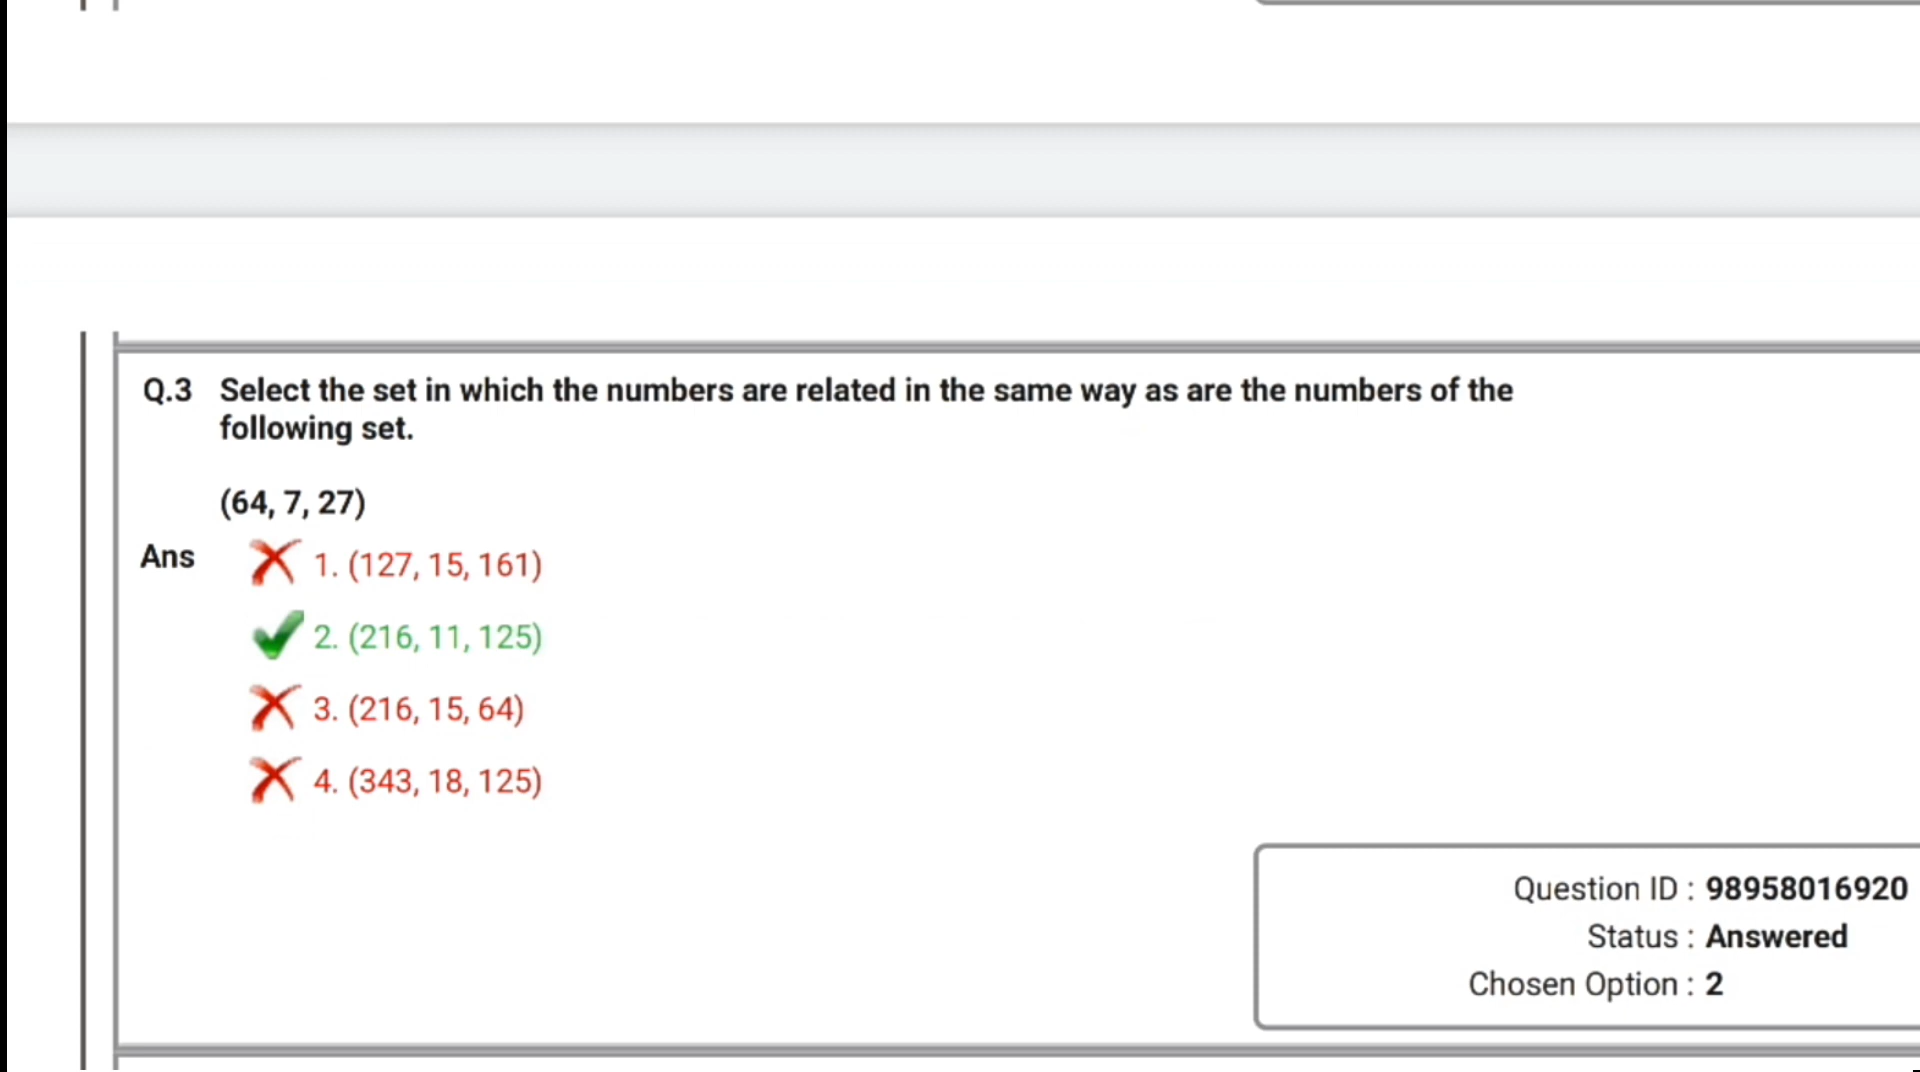 Q.3 Select the set in which the numbers are related in the same way as are the numbers of the
following set.
(64, 7, 27)
Ans 1. (127, 15, 161)
2. (216, 11, 125)
3. (216, 15, 64)
4. (343, 18, 125)
Question ID : 98958016920
Status : Answered
Chosen Option : 2